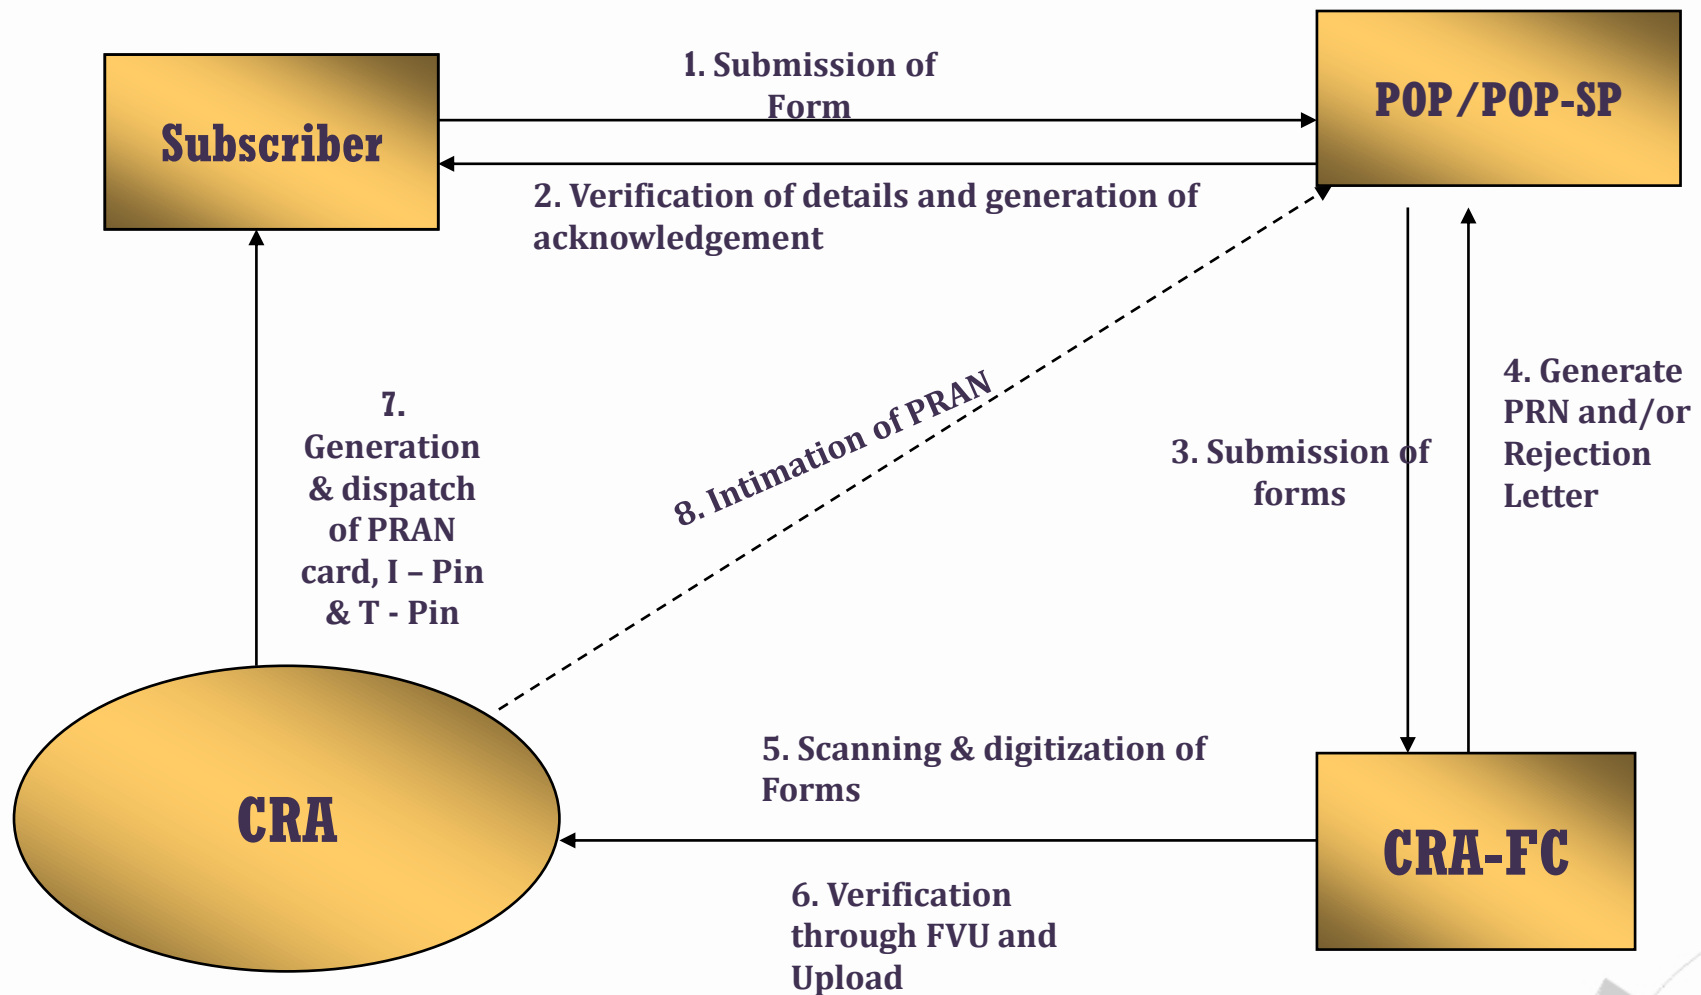 1. Submission of
Form
POP/POP-SP
Subscriber
2. Verification of details and generation of
acknowledgement
7.
Generation
& dispatch
of PRAN
card, I – Pin
& T - Pin
8. Intimation of PRAN
3. Submission of
forms
4. Generate
PRN and/or
Rejection
Letter
5. Scanning & digitization of
Forms
CRA
CRA-FC
6. Verification
through FVU and
Upload